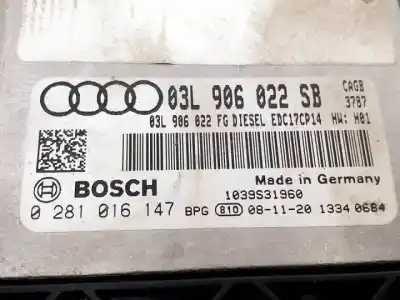 03L 906 022 SB CAGB
3787
03L 906 022 FG DIESEL EDC17CP14 HW: H01
BOSCH Made in Germany
1039S31960
0 281 016 147 BPG 810 08-11-20 1334 0684